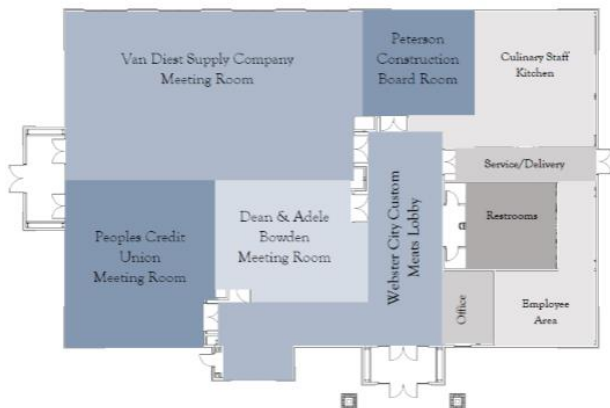 Van Diest Supply Company
Meeting Room
Peterson
Construction
Board Room
Culinary Staff
Kitchen
Service/Delivery
Peoples Credit
Union
Meeting Room
Dean & Adele
Bowden
Meeting Room
Webster City Custom
Meats Lobby
Restrooms
Office
Employee
Area